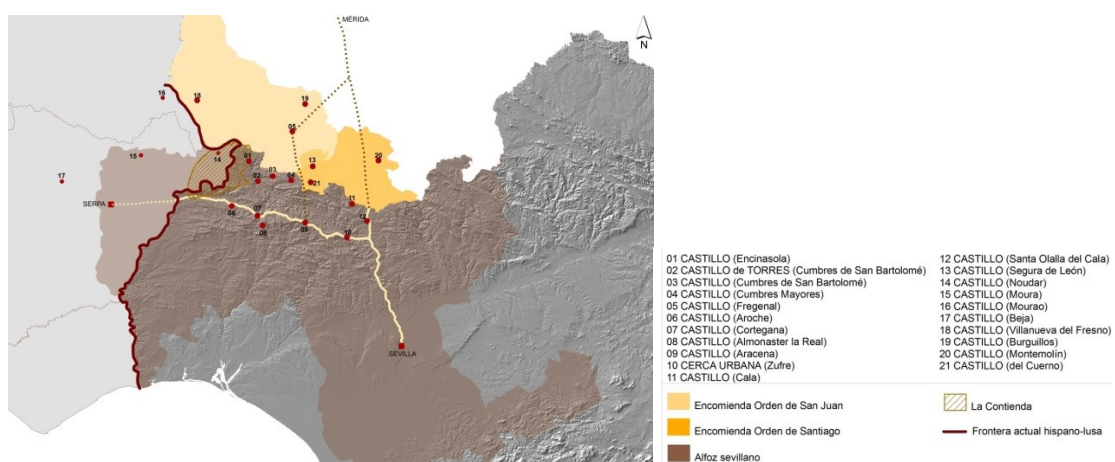 MÉRIDA
N
16
18
19
05
15
14
01
13
20
17
02
03
04
21
SERPA
06
11
07
12
08
09
10
SEVILLA
01 CASTILLO (Encinasola)
02 CASTILLO de TORRES (Cumbres de San Bartolomé)
03 CASTILLO (Cumbres de San Bartolomé)
04 CASTILLO (Cumbres Mayores)
05 CASTILLO (Fregnal)
06 CASTILLO (Aroche)
07 CASTILLO (Cortegana)
08 CASTILLO (Almonaster la Real)
09 CASTILLO (Aracena)
10 CERCA URBANA (Zufre)
11 CASTILLO (Cala)
12 CASTILLO (Santa Olalla del Cala)
13 CASTILLO (Segura de León)
14 CASTILLO (Noudar)
15 CASTILLO (Moura)
16 CASTILLO (Mourao)
17 CASTILLO (Beja)
18 CASTILLO (Villanueva del Fresno)
19 CASTILLO (Burguillos)
20 CASTILLO (Montemolín)
21 CASTILLO (del Cuerno)
Encomienda Orden de San Juan
Encomienda Orden de Santiago
Alfoz sevillano
La Contienda
Frontera actual hispano-lusa